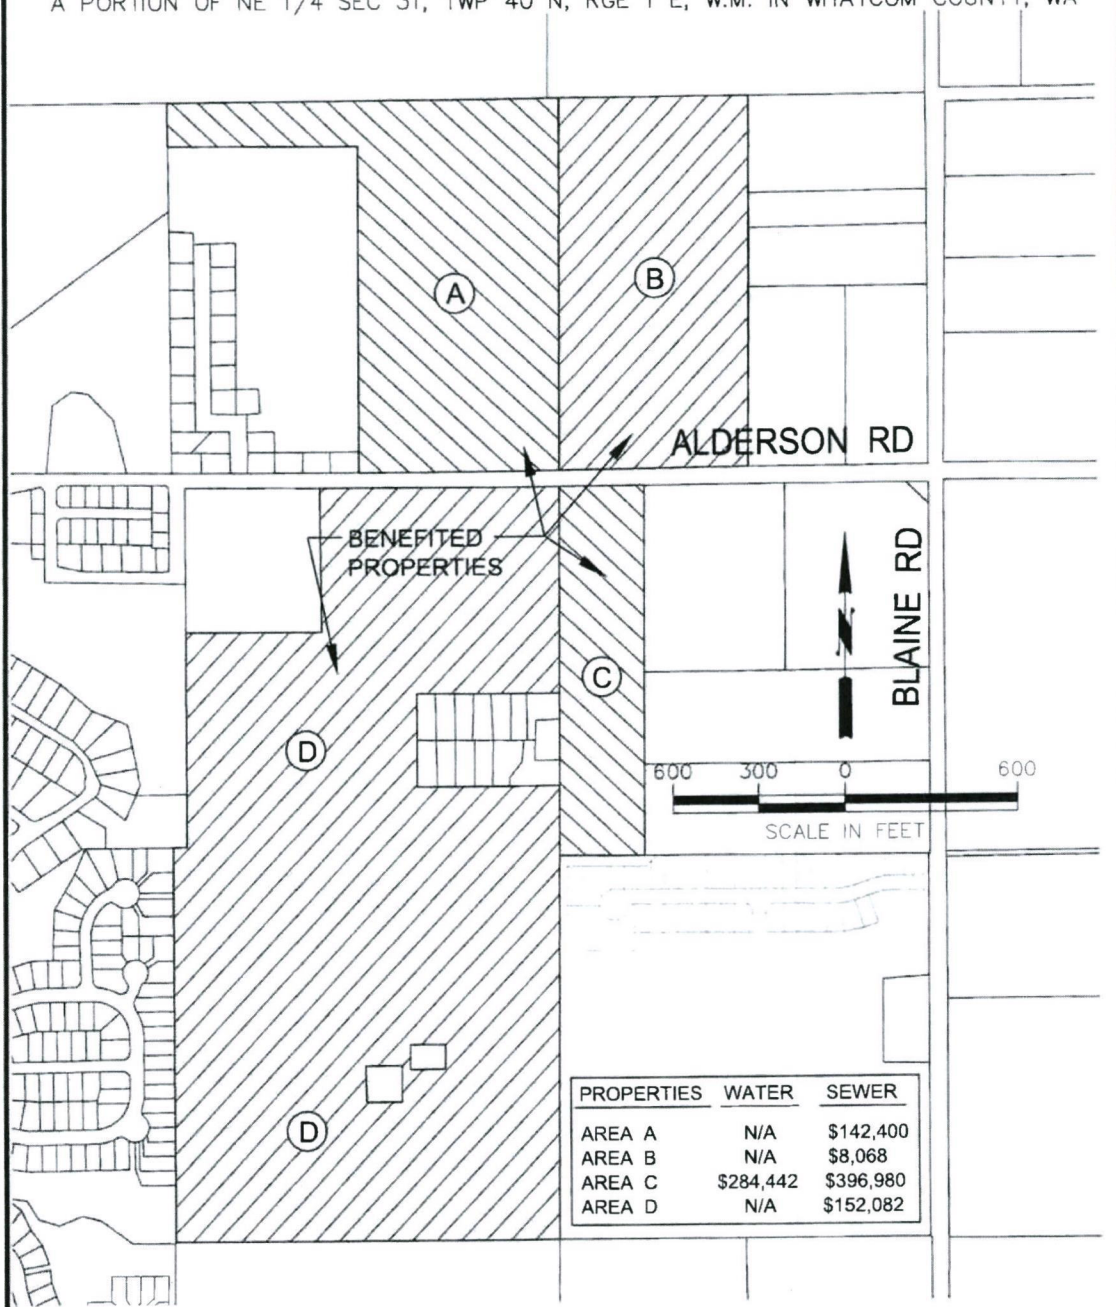 A PORTION OF NE 1/4 SEC 31, TWP 40 N, RGE 1 E, W.M. IN WHATCOM COUNTY, WA
A
B
ALDERSON RD
BENEFITED
PROPERTIES
BLAINE RD
N
C
D
600 300 0 600
SCALE IN FEET
D
PROPERTIES WATER SEWER
AREA A N/A $142,400
AREA B N/A $8,068
AREA C $284,442 $396,980
AREA D N/A $152,082